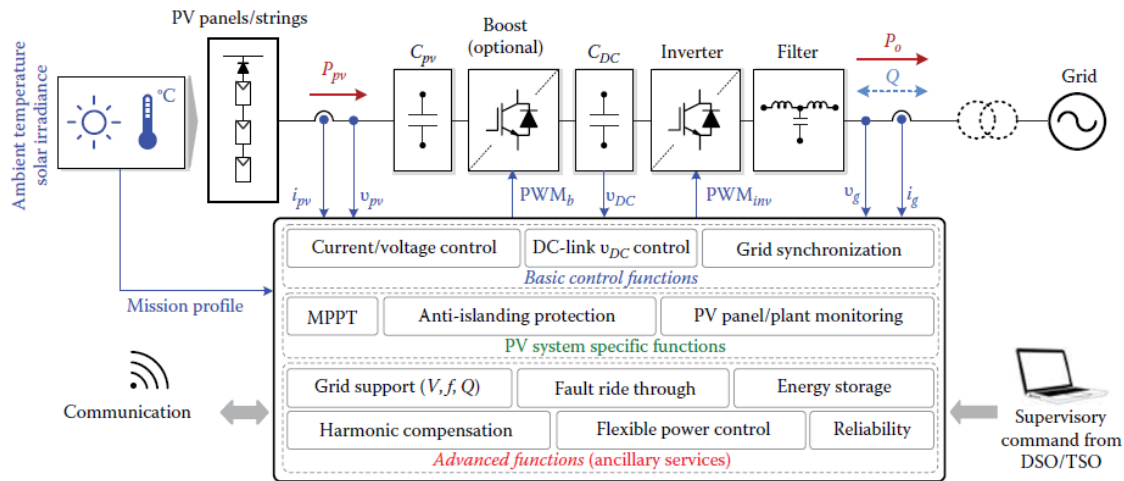 PV panels/strings
Boost
(optional)
C_pv
C_DC
Inverter
Filter
P_o
Q
Grid
P_pv
Ambient temperature
solar irradiance
°C
i_pv
υ_pv
PWM_b
υ_DC
PWM_inv
υ_g
i_g
Current/voltage control
DC-link υ_DC control
Grid synchronization
Basic control functions
Mission profile
MPPT
Anti-islanding protection
PV panel/plant monitoring
PV system specific functions
Grid support (V, f, Q)
Fault ride through
Energy storage
Communication
Harmonic compensation
Flexible power control
Reliability
Advanced functions (ancillary services)
Supervisory
command from
DSO/TSO